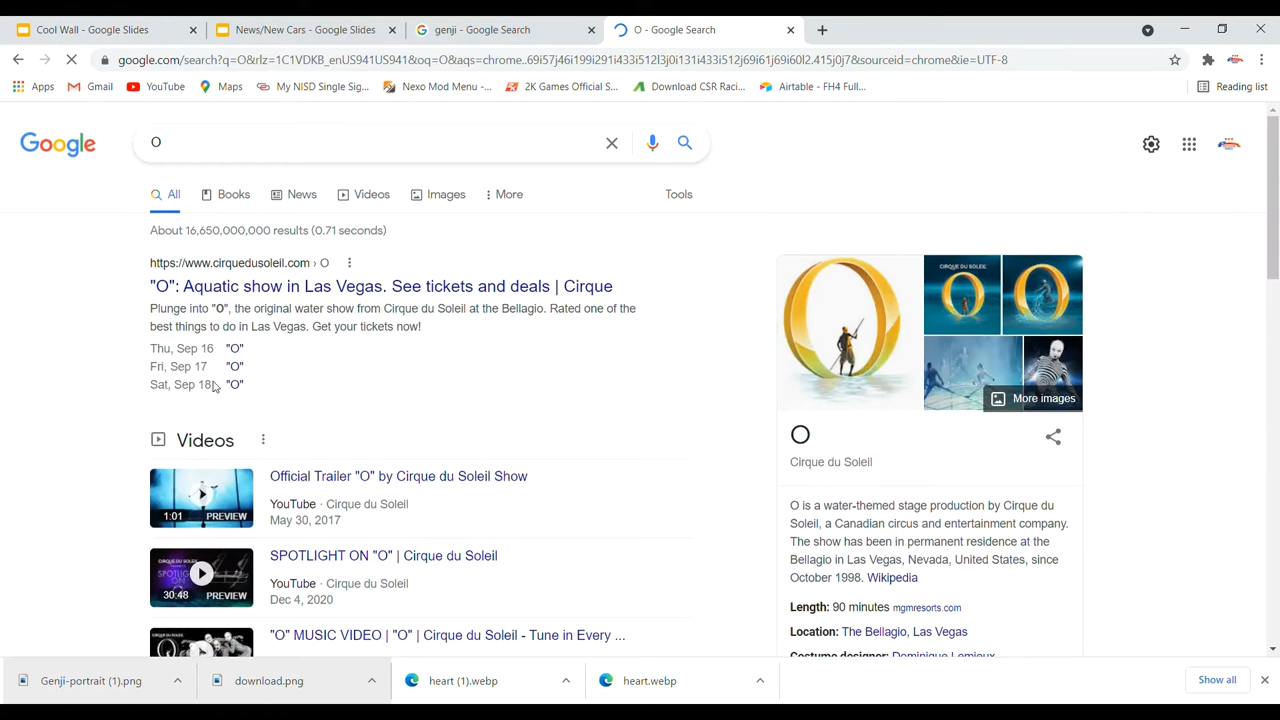 Cool Wall - Google Slides
News/New Cars - Google Slides
genji - Google Search
O - Google Search
google.com/search?q=O&rlz=1C1VDKB_enUS941US941&oq=O&aqs=chrome..69i57j46i199i291i433i512l3j0i131i433i512j69i61j69i60l2.415j0j7&sourceid=chrome&ie=UTF-8
Apps
Gmail
YouTube
Maps
My NISD Single Sig...
Nexo Mod Menu -...
2K Games Official S...
Download CSR Raci...
Airtable - FH4 Full...
Reading list
Google
O
All
Books
News
Videos
Images
More
Tools
About 16,650,000,000 results (0.71 seconds)
https://www.cirquedusoleil.com › O
"O": Aquatic show in Las Vegas. See tickets and deals | Cirque
Plunge into "O", the original water show from Cirque du Soleil at the Bellagio. Rated one of the
best things to do in Las Vegas. Get your tickets now!
Thu, Sep 16 "O"
Fri, Sep 17 "O"
Sat, Sep 18 "O"
Videos
Official Trailer "O" by Cirque du Soleil Show
YouTube · Cirque du Soleil
May 30, 2017
1:01 PREVIEW
SPOTLIGHT ON "O" | Cirque du Soleil
YouTube · Cirque du Soleil
Dec 4, 2020
30:48 PREVIEW
"O" MUSIC VIDEO | "O" | Cirque du Soleil - Tune in Every ...
CIRQUE DU SOLEIL
More images
O
Cirque du Soleil
O is a water-themed stage production by Cirque du
Soleil, a Canadian circus and entertainment company.
The show has been in permanent residence at the
Bellagio in Las Vegas, Nevada, United States, since
October 1998. Wikipedia
Length: 90 minutes mgmresorts.com
Location: The Bellagio, Las Vegas
Costume designer: Dominique Lemieux
Genji-portrait (1).png
download.png
heart (1).webp
heart.webp
Show all